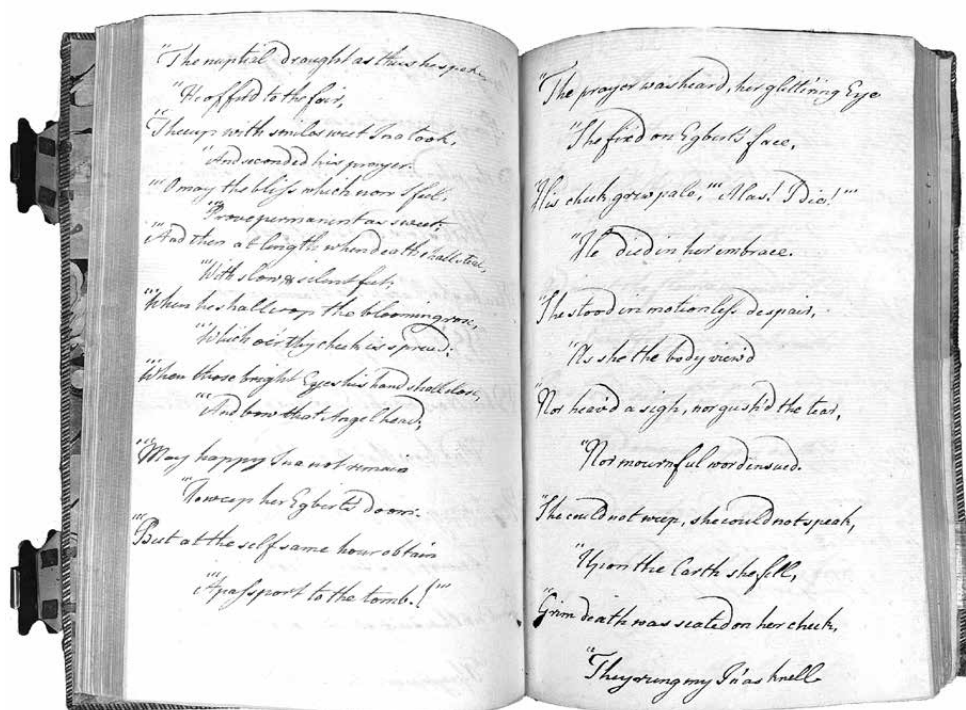 "The nuptial draught as thus he spoke
"He offer'd to the fair,
"The cup with smile sweet Ina took,
"And seconded his prayer.
"'O may the bliss which now I feel,
"'Prove permanent as sweet,
"'And then at length when death shall steal,
"'With slow & silent feet,
"'When he shall crop the blooming rose,
"'Which o'er thy cheek is spread,
"'When those bright Eyes his hand shall close,
"'And bow that Angel head,
"'May happy Ina not remain
"'To weep her Egbert's doom.
"'But at the self same hour obtain
"'A passport to the tomb.!'"
"The prayer was heard, her glitt'ring Eye
"She fix'd on Egbert's face,
"His cheek grew pale, "'Alas! I Die!'"
"He died in her embrace.
"She stood in motionless despair,
"As she the body view'd
"Nor heav'd a sigh, nor gush'd the tear,
"Nor mournful word ensued.
"She could not weep, she could not speak,
"Upon the Earth she fell,
"Grim death was seated on her cheek,
"They rung my Ina's knell